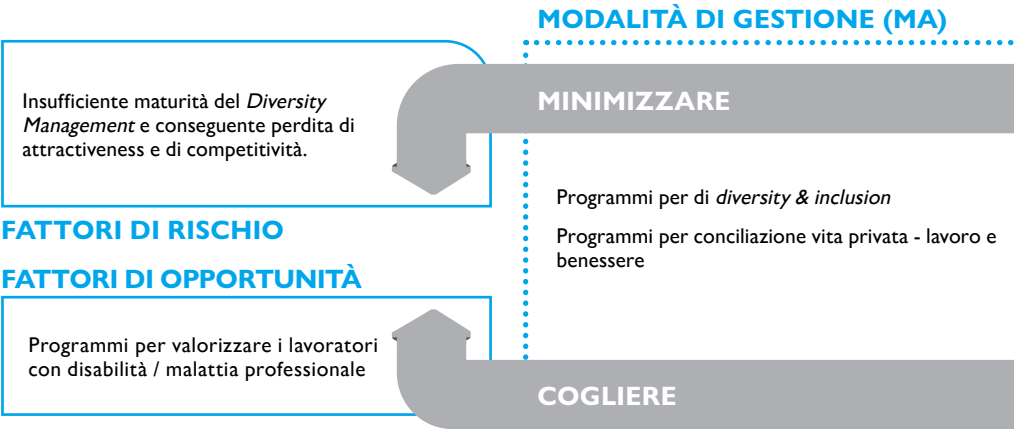 MODALITÀ DI GESTIONE (MA)
Insufficiente maturità del Diversity
Management e conseguente perdita di
attractiveness e di competitività.
MINIMIZZARE
FATTORI DI RISCHIO
FATTORI DI OPPORTUNITÀ
Programmi per di diversity & inclusion
Programmi per conciliazione vita privata - lavoro e
benessere
Programmi per valorizzare i lavoratori
con disabilità / malattia professionale
COGLIERE